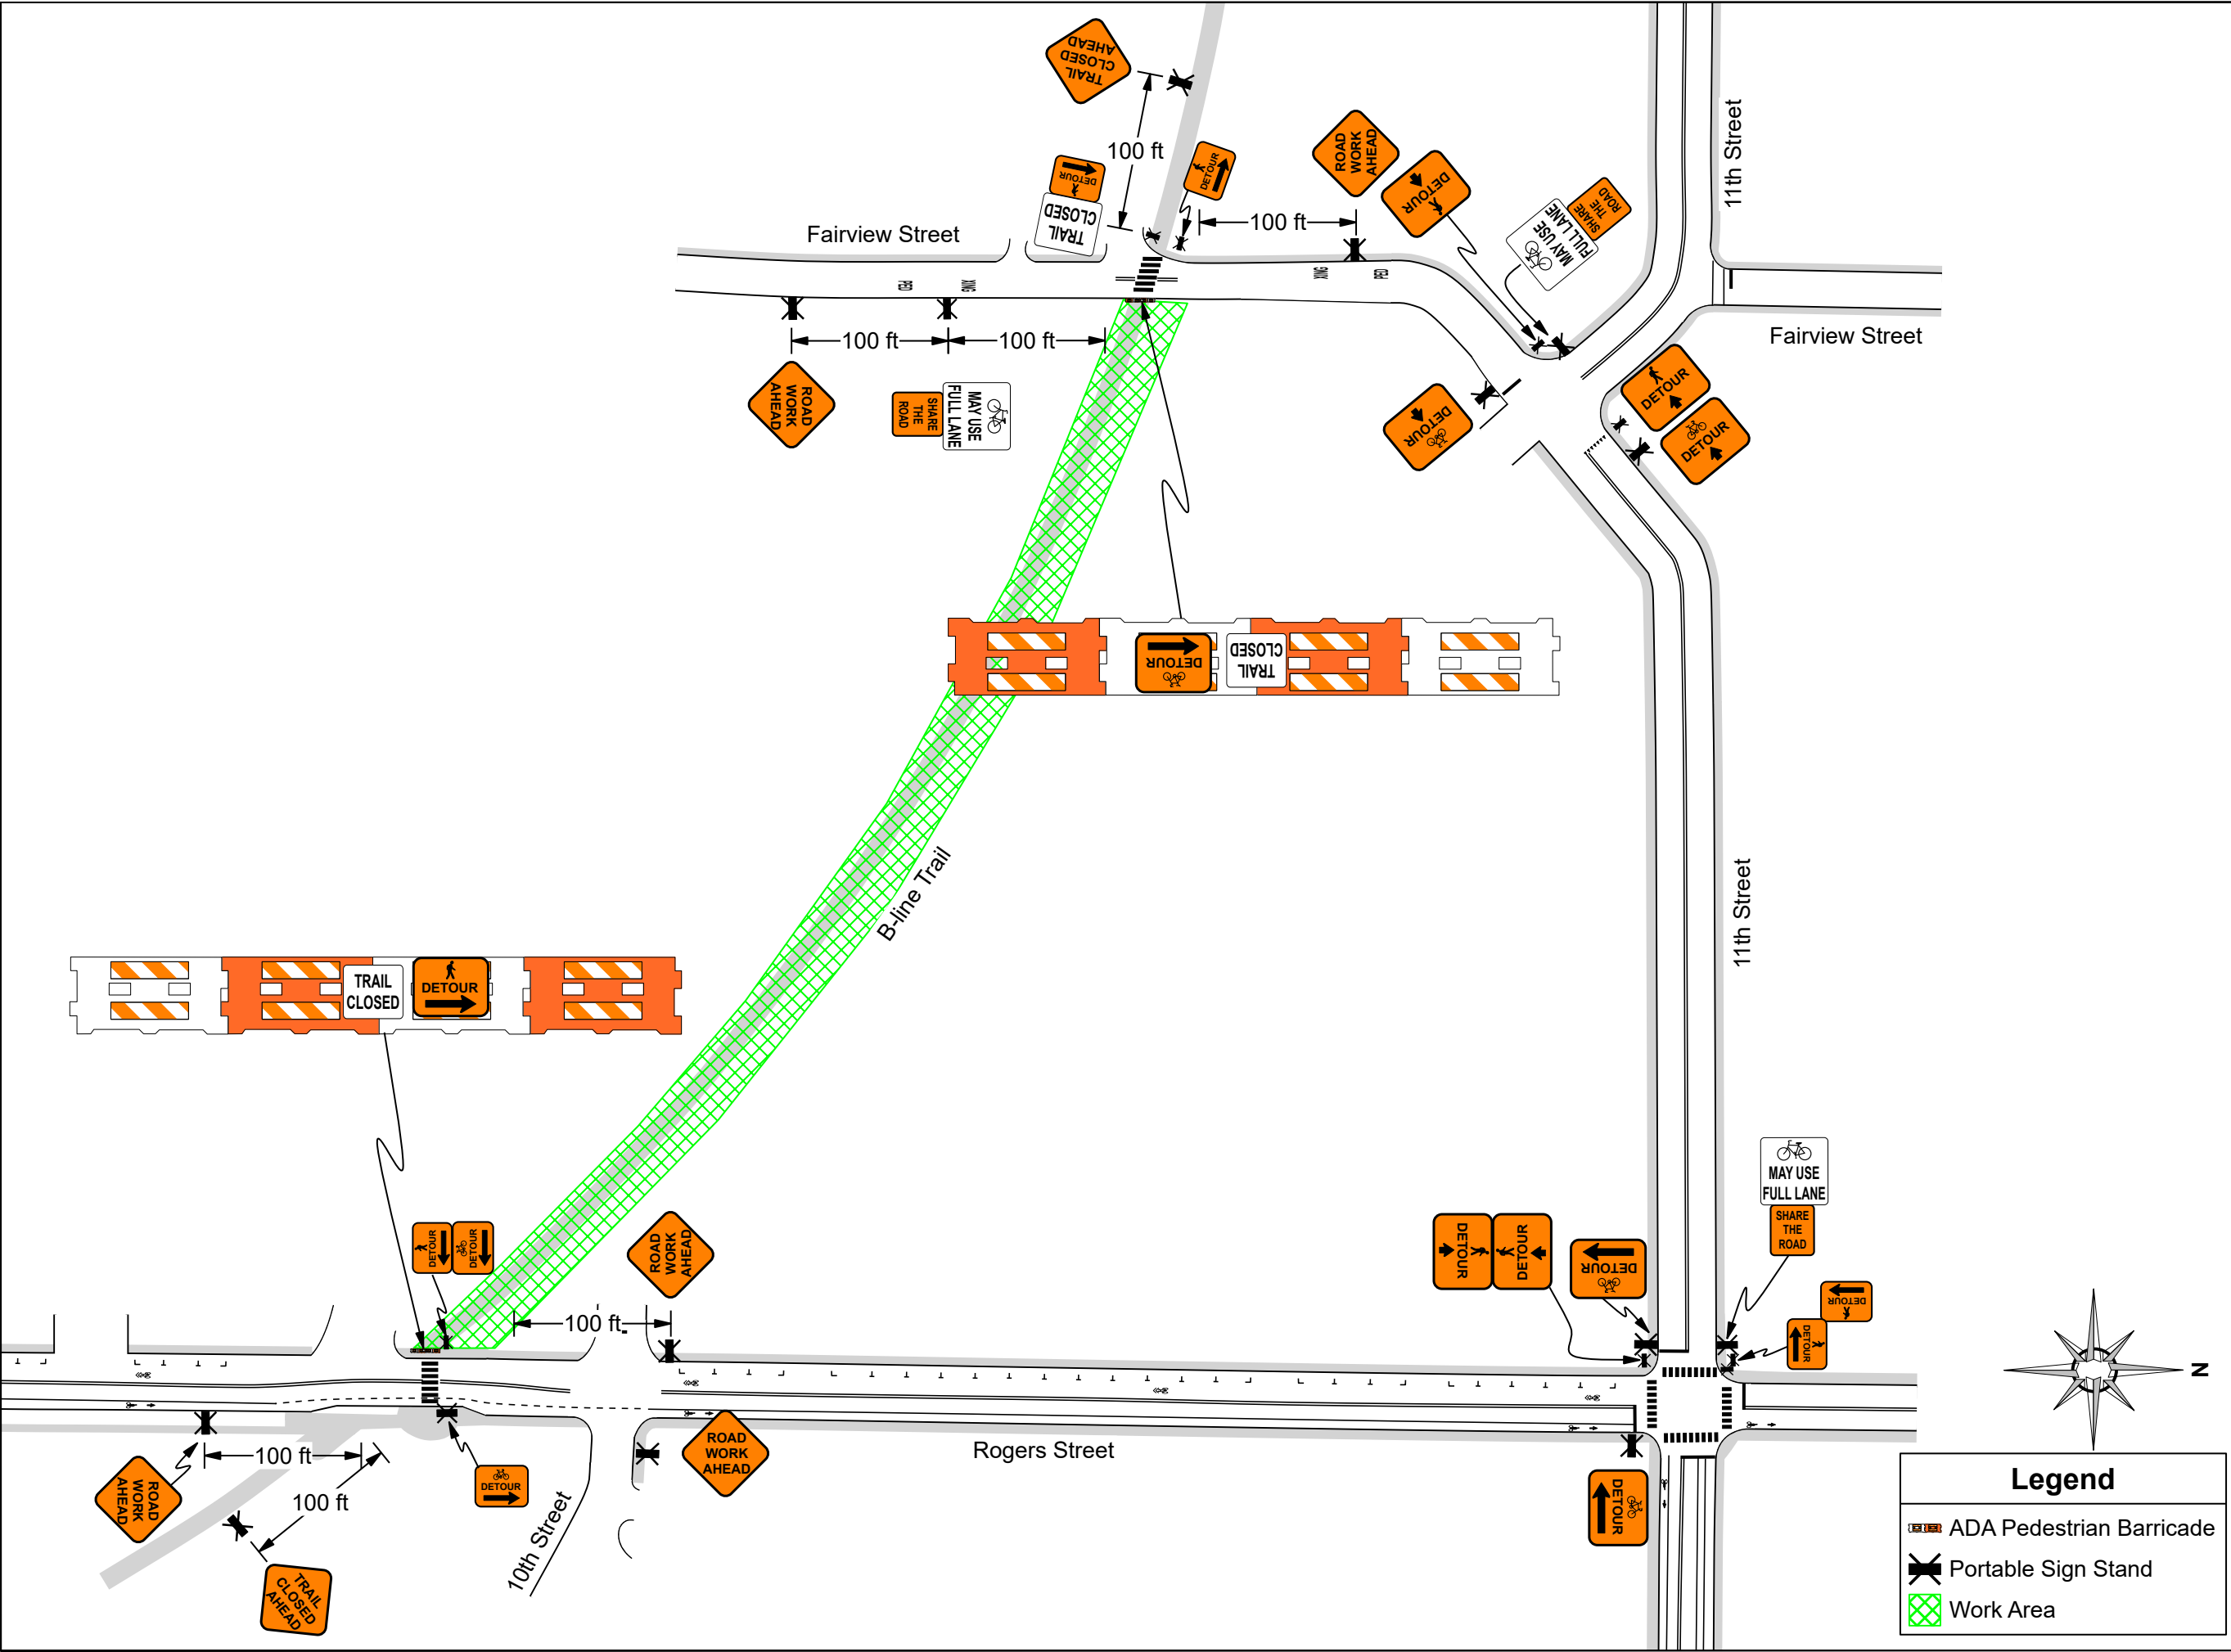 TRAIL
CLOSED
AHEAD
100 ft
DETOUR
TRAIL
CLOSED
DETOUR
100 ft
ROAD
WORK
AHEAD
DETOUR
MAY USE
FULL LANE
SHARE
THE
ROAD
11th Street
Fairview Street
PED
XING
XING
PED
Fairview Street
100 ft
100 ft
ROAD
WORK
AHEAD
MAY USE
FULL LANE
SHARE
THE
ROAD
DETOUR
DETOUR
DETOUR
DETOUR
TRAIL
CLOSED
B-line Trail
11th Street
TRAIL
CLOSED
DETOUR
DETOUR
DETOUR
ROAD
WORK
AHEAD
100 ft
MAY USE
FULL LANE
SHARE
THE
ROAD
DETOUR
DETOUR
DETOUR
DETOUR
DETOUR
N
100 ft
ROAD
WORK
AHEAD
100 ft
TRAIL
CLOSED
AHEAD
DETOUR
10th Street
ROAD
WORK
AHEAD
Rogers Street
DETOUR
Legend
ADA Pedestrian Barricade
Portable Sign Stand
Work Area